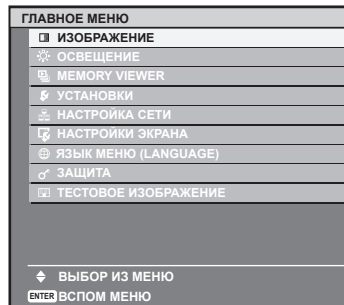 ГЛАВНОЕ МЕНЮ
ИЗОБРАЖЕНИЕ
ОСВЕЩЕНИЕ
MEMORY VIEWER
УСТАНОВКИ
НАСТРОЙКА СЕТИ
НАСТРОЙКИ ЭКРАНА
ЯЗЫК МЕНЮ (LANGUAGE)
ЗАЩИТА
ТЕСТОВОЕ ИЗОБРАЖЕНИЕ
ВЫБОР ИЗ МЕНЮ
ENTER ВСПОМ МЕНЮ